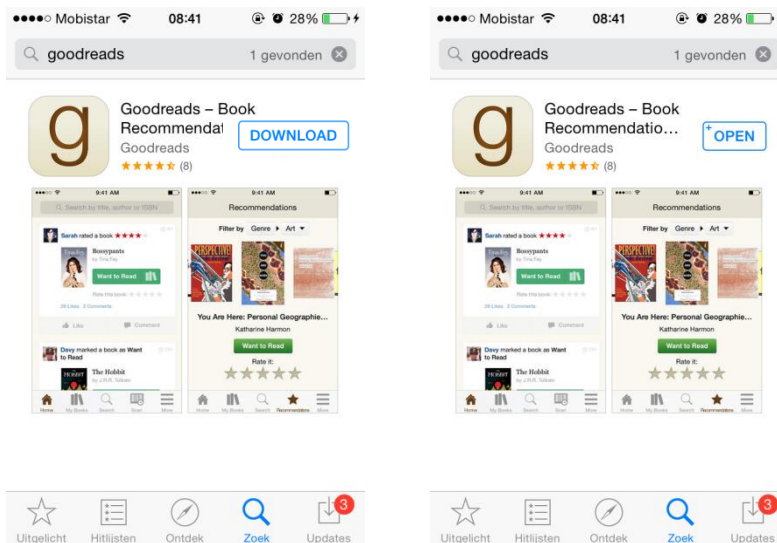 Mobistar 08:41 28%
goodreads 1 gevonden
g
Goodreads – Book
Recommendat DOWNLOAD
Goodreads
(8)
9:41 AM
Search by title, author or ISBN
Sarah rated a book
Bossypants
by Tina Fey
Want to Read
Rate this book
Like Comment
Davy marked a book as Want
to Read
HOBBIT
The Hobbit
by J.R.R. Tolkien
Home My Books Search Scan More
9:41 AM
Recommendations
Filter by Genre Art
PERSPECTIVE!
You Are Here: Personal Geographie...
Katharine Harmon
Want to Read
Rate it:
Home My Books Search Recommendations More
3
Uitgelicht Hitlijsten Ontdek Zoek Updates
Mobistar 08:41 28%
goodreads 1 gevonden
g
Goodreads – Book
Recommendatio... +OPEN
Goodreads
(8)
9:41 AM
Search by title, author or ISBN
Sarah rated a book
Bossypants
by Tina Fey
Want to Read
Rate this book
Like Comment
Davy marked a book as Want
to Read
HOBBIT
The Hobbit
by J.R.R. Tolkien
Home My Books Search Scan More
9:41 AM
Recommendations
Filter by Genre Art
PERSPECTIVE!
You Are Here: Personal Geographie...
Katharine Harmon
Want to Read
Rate it:
Home My Books Search Recommendations More
3
Uitgelicht Hitlijsten Ontdek Zoek Updates